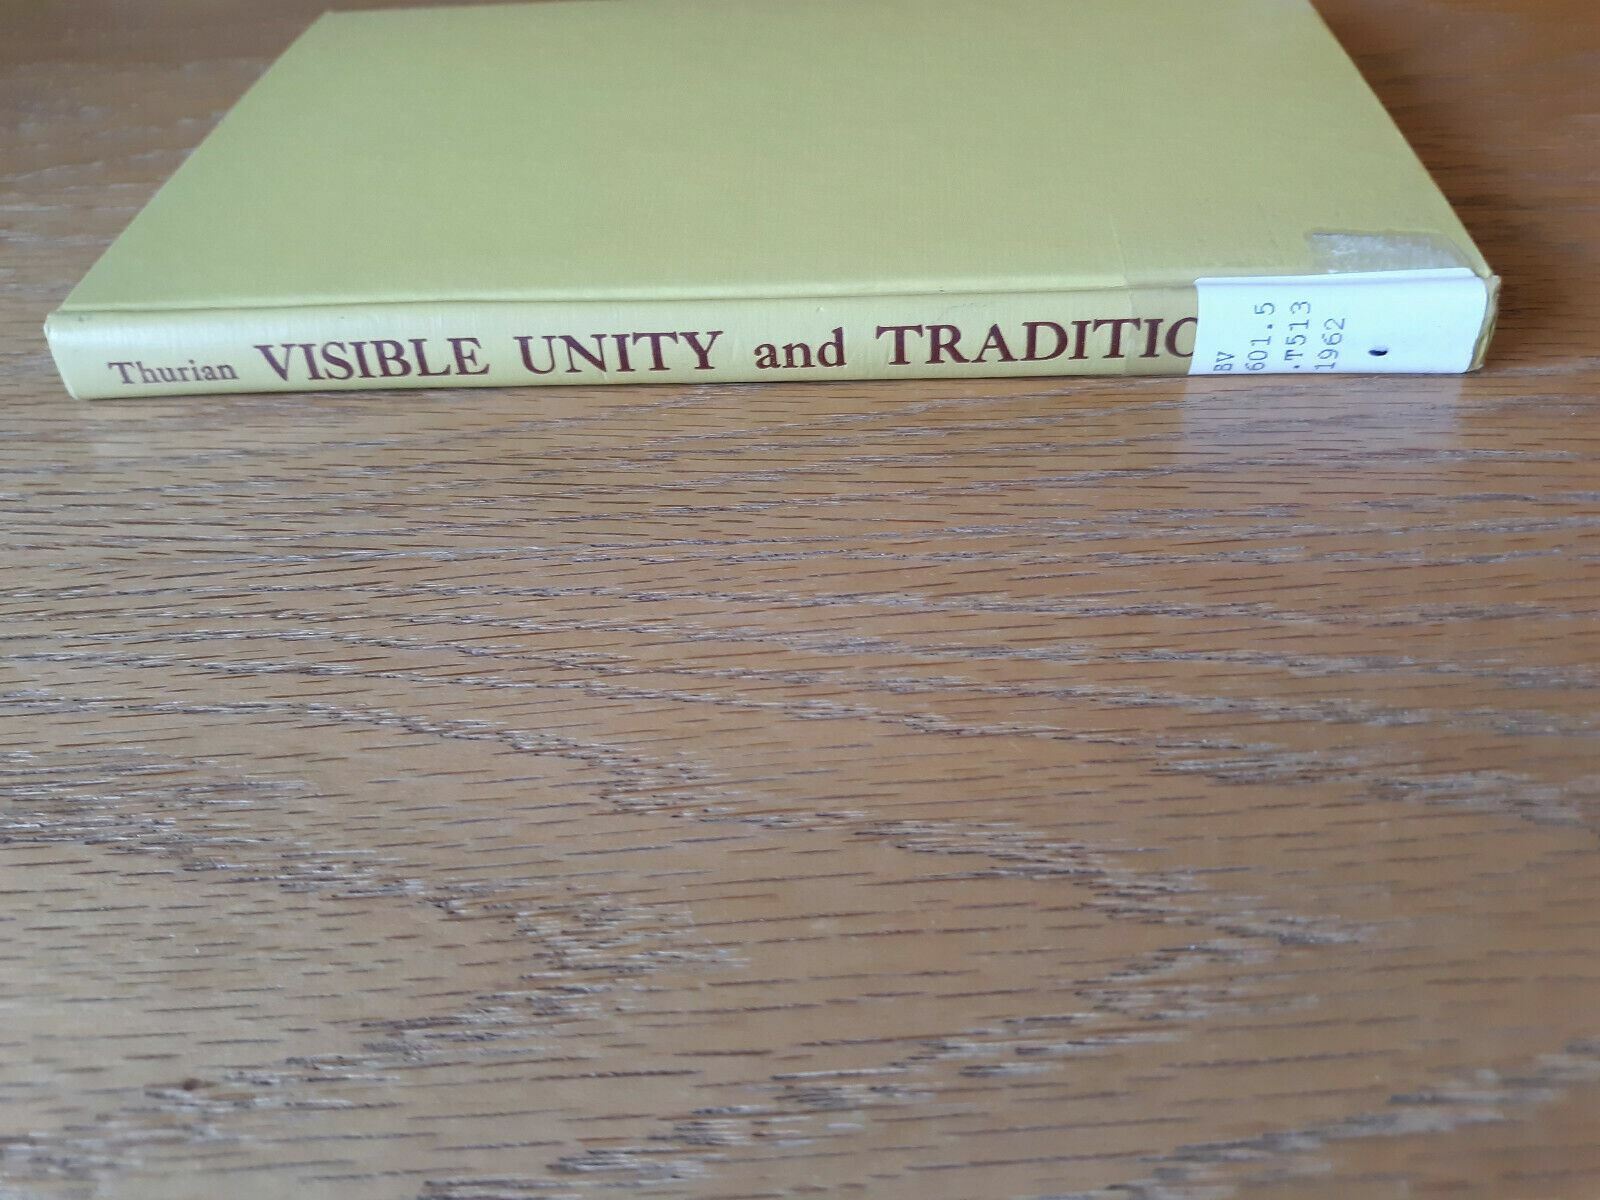 Thurian VISIBLE UNITY and TRADITIO
BV
601.5
.T513
1962